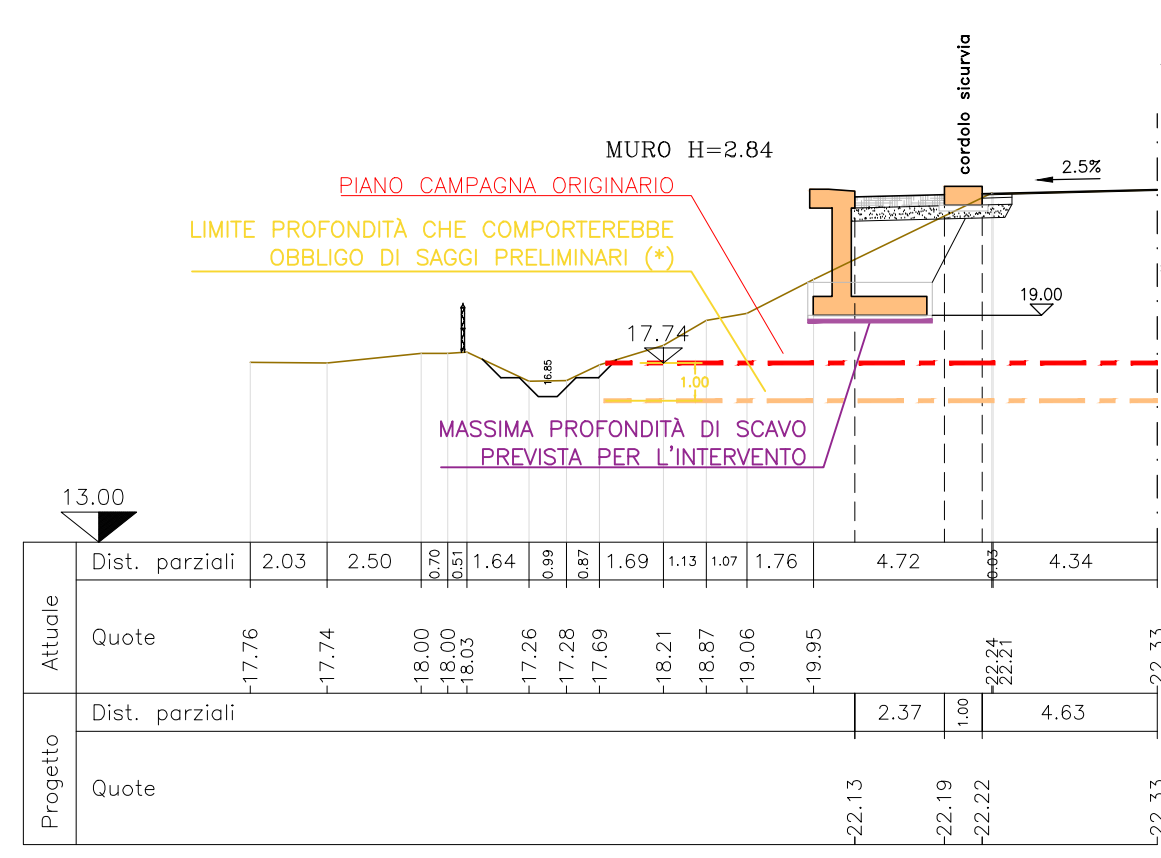 cordolo sicurvia
MURO H=2.84
2.5%
PIANO CAMPAGNA ORIGINARIO
LIMITE PROFONDITÀ CHE COMPORTEREBBE
OBBLIGO DI SAGGI PRELIMINARI (*)
19.00
17.74
16.85
1.00
MASSIMA PROFONDITÀ DI SCAVO
PREVISTA PER L'INTERVENTO
13.00
Attuale
Dist. parziali 2.03 2.50 0.70 0.51 1.64 0.99 0.87 1.69 1.13 1.07 1.76 4.72 0.03 4.34
Quote 17.76 17.74 18.00 18.00 18.03 17.26 17.28 17.69 18.21 18.87 19.06 19.95 22.24 22.21 22.33
Progetto
Dist. parziali 2.37 1.00 4.63
Quote 22.13 22.19 22.22 22.33